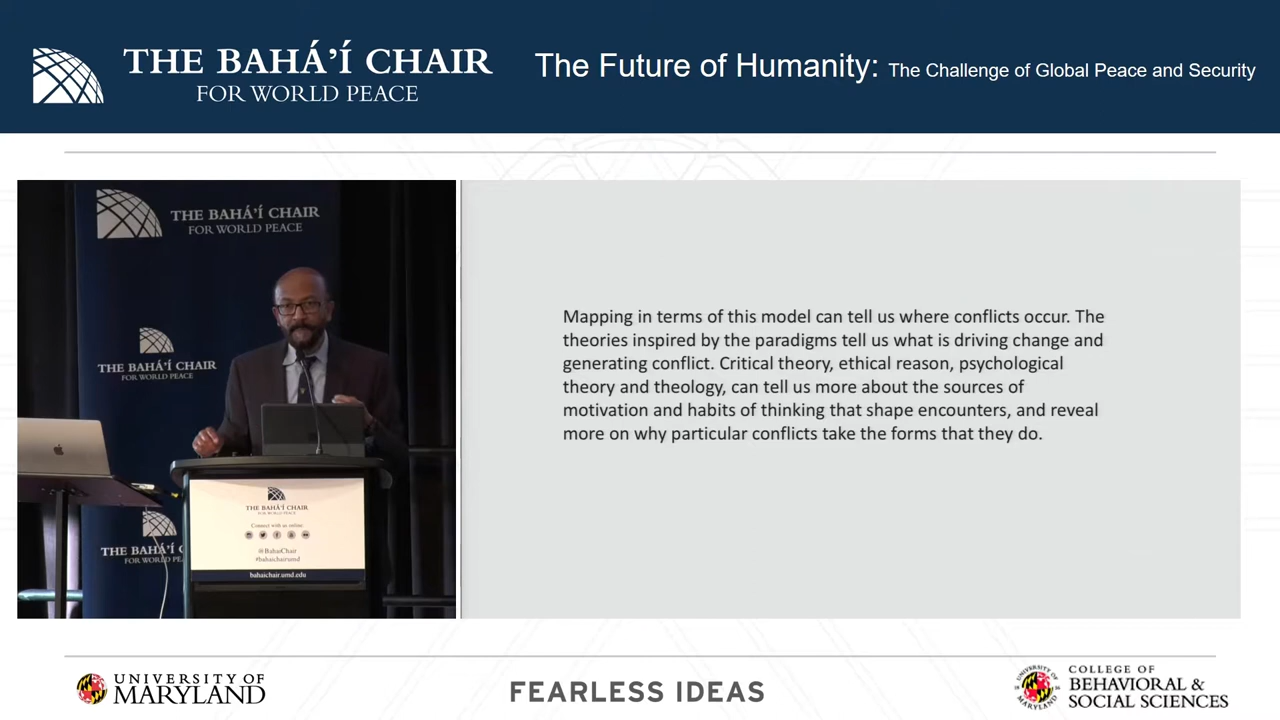 THE BAHÁ’Í CHAIR
FOR WORLD PEACE
The Future of Humanity: The Challenge of Global Peace and Security
THE BAHÁ’Í CHAIR
FOR WORLD PEACE
THE BAHÁ’Í CHAIR
FOR WORLD PEACE
THE BAHÁ’Í
FOR WORLD
THE BAHÁ’Í CHAIR
FOR WORLD PEACE
Connect with us online:
@BahaiChair
#bahaichairumd
bahaichair.umd.edu
Mapping in terms of this model can tell us where conflicts occur. The
theories inspired by the paradigms tell us what is driving change and
generating conflict. Critical theory, ethical reason, psychological
theory and theology, can tell us more about the sources of
motivation and habits of thinking that shape encounters, and reveal
more on why particular conflicts take the forms that they do.
UNIVERSITY OF
MARYLAND
FEARLESS IDEAS
COLLEGE OF
BEHAVIORAL &
SOCIAL SCIENCES